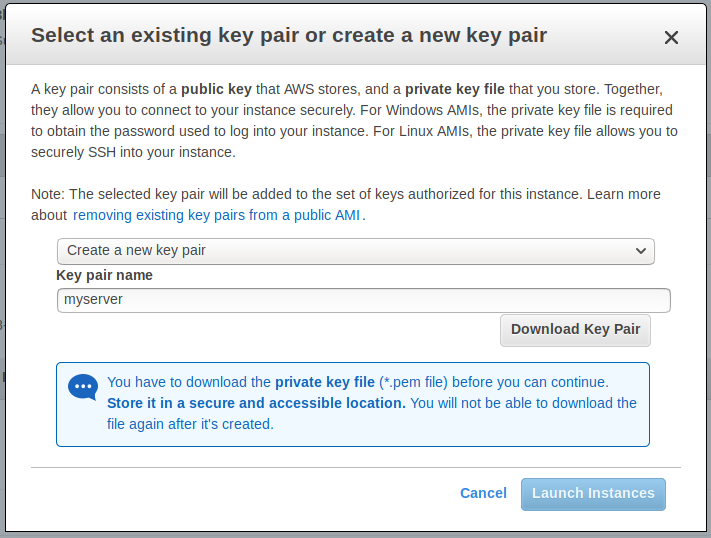 Select an existing key pair or create a new key pair
A key pair consists of a public key that AWS stores, and a private key file that you store. Together,
they allow you to connect to your instance securely. For Windows AMIs, the private key file is required
to obtain the password used to log into your instance. For Linux AMIs, the private key file allows you to
securely SSH into your instance.
Note: The selected key pair will be added to the set of keys authorized for this instance. Learn more
about removing existing key pairs from a public AMI .
Create a new key pair
Key pair name
myserver
Download Key Pair
You have to download the private key file (*.pem file) before you can continue.
Store it in a secure and accessible location. You will not be able to download the
file again after it's created.
Cancel
Launch Instances